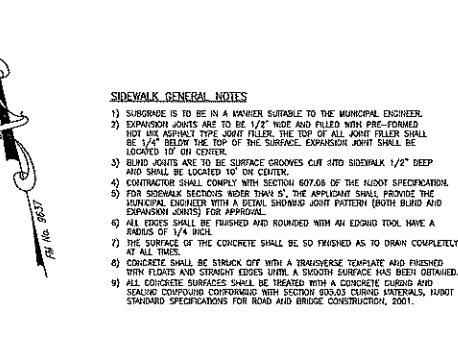 SIDEWALK GENERAL NOTES
1) SUBGRADE IS TO BE IN A MANNER SUITABLE TO THE MUNICIPAL ENGINEER.
2) EXPANSION JOINTS ARE TO BE 1/2" WIDE AND FILLED WITH PRE-FORMED
HOT MIX ASPHALT TYPE JOINT FILLER. THE TOP OF ALL JOINT FILLER SHALL
BE 1/4" BELOW THE TOP OF THE SURFACE. EXPANSION JOINT SHALL BE
LOCATED 10' ON CENTER.
3) BLIND JOINTS ARE TO BE SURFACE GROOVES CUT INTO SIDEWALK 1/2" DEEP
AND SHALL BE LOCATED 10' ON CENTER.
4) CONTRACTOR SHALL COMPLY WITH SECTION 607.08 OF THE NJDOT SPECIFICATION.
5) FOR SIDEWALK SECTIONS WIDER THAN 5', THE APPLICANT SHALL PROVIDE THE
MUNICIPAL ENGINEER WITH A DETAIL SHOWING JOINT PATTERN (BOTH BLIND AND
EXPANSION JOINTS) FOR APPROVAL.
6) ALL EDGES SHALL BE FINISHED AND ROUNDED WITH AN EDGING TOOL HAVE A
RADIUS OF 1/4 INCH.
7) THE SURFACE OF THE CONCRETE SHALL BE SO FINISHED AS TO DRAIN COMPLETELY
AT ALL TIMES.
8) CONCRETE SHALL BE STRUCK OFF WITH A TRANSVERSE TEMPLATE AND FINISHED
WITH FLOATS AND STRAIGHT EDGES UNTIL A SMOOTH SURFACE HAS BEEN OBTAINED.
9) ALL CONCRETE SURFACES SHALL BE TREATED WITH A CONCRETE CURING AND
SEALING COMPOUND CONFORMING WITH SECTION 903.03 CURING MATERIALS, NJDOT
STANDARD SPECIFICATIONS FOR ROAD AND BRIDGE CONSTRUCTION, 2001.
No. 9637